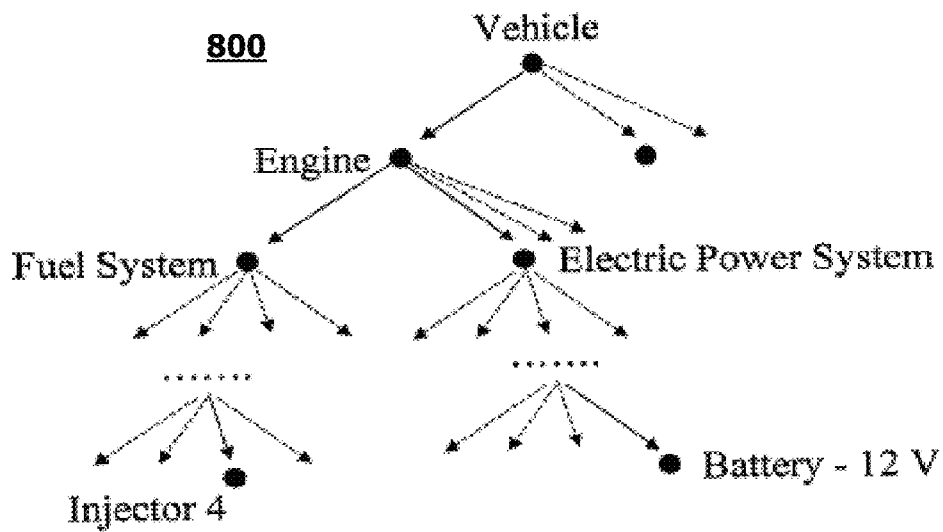 800
Vehicle
Engine
Fuel System
Electric Power System
.......
.......
Injector 4
Battery - 12 V